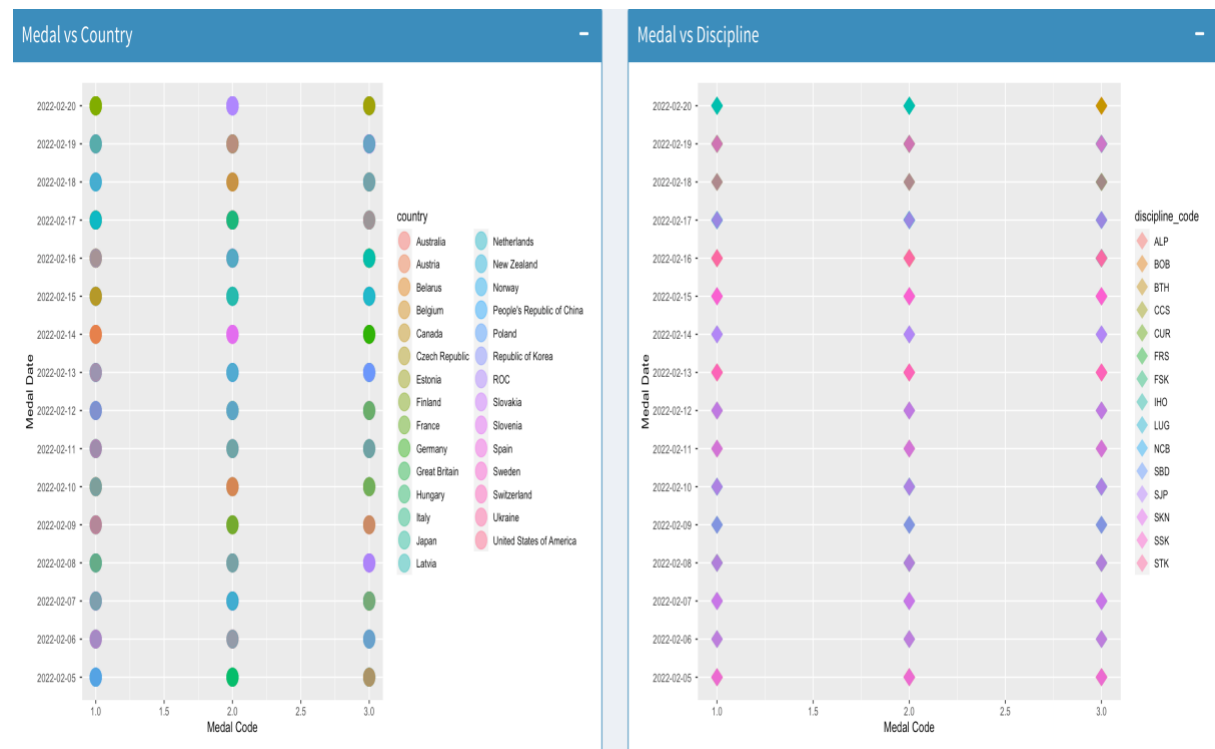 Medal vs Country
-
Medal Date
2022-02-20
2022-02-19
2022-02-18
2022-02-17
2022-02-16
2022-02-15
2022-02-14
2022-02-13
2022-02-12
2022-02-11
2022-02-10
2022-02-09
2022-02-08
2022-02-07
2022-02-06
2022-02-05
1.0 1.5 2.0 2.5 3.0
Medal Code
country
Australia
Austria
Belarus
Belgium
Canada
Czech Republic
Estonia
Finland
France
Germany
Great Britain
Hungary
Italy
Japan
Latvia
Netherlands
New Zealand
Norway
People's Republic of China
Poland
Republic of Korea
ROC
Slovakia
Slovenia
Spain
Sweden
Switzerland
Ukraine
United States of America
Medal vs Discipline
-
Medal Date
2022-02-20
2022-02-19
2022-02-18
2022-02-17
2022-02-16
2022-02-15
2022-02-14
2022-02-13
2022-02-12
2022-02-11
2022-02-10
2022-02-09
2022-02-08
2022-02-07
2022-02-06
2022-02-05
1.0 1.5 2.0 2.5 3.0
Medal Code
discipline_code
ALP
BOB
BTH
CCS
CUR
FRS
FSK
IHO
LUG
NCB
SBD
SJP
SKN
SSK
STK